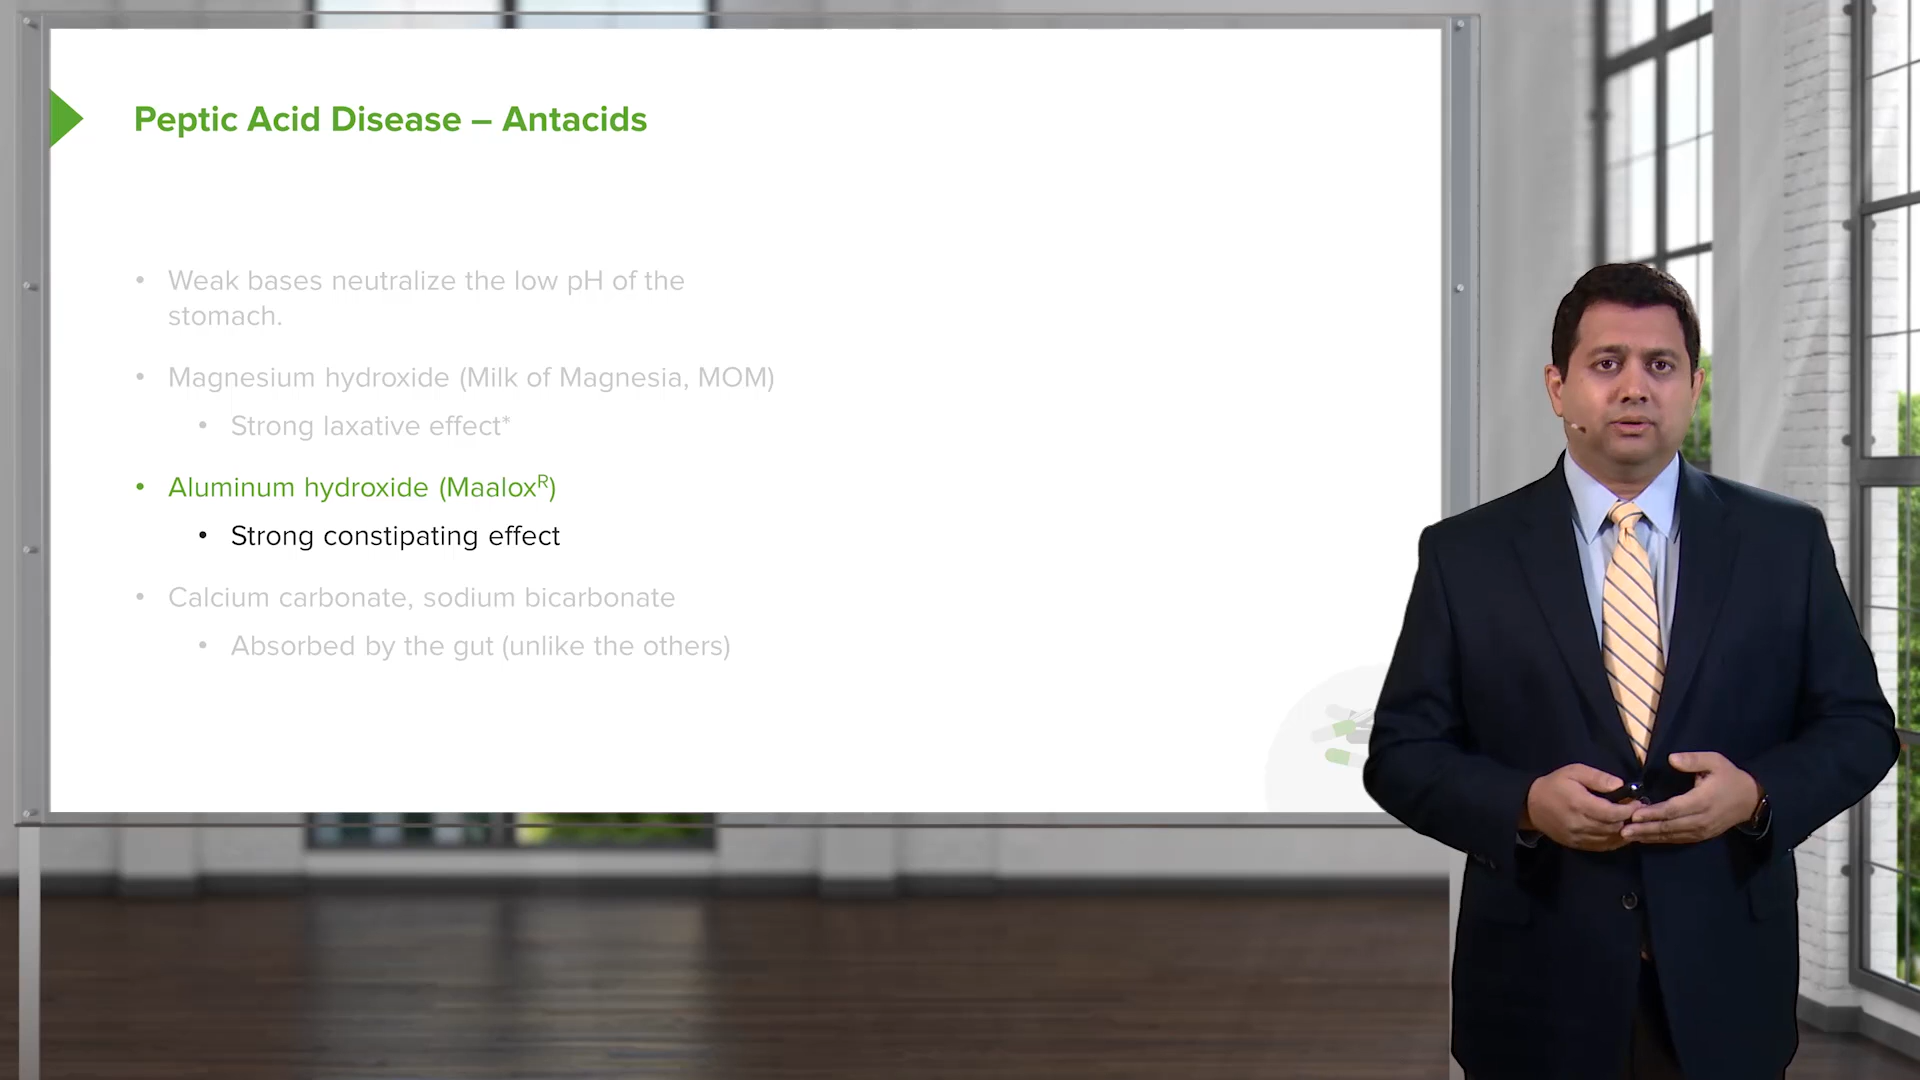 Peptic Acid Disease – Antacids
• Weak bases neutralize the low pH of the
stomach.
• Magnesium hydroxide (Milk of Magnesia, MOM)
• Strong laxative effect*
• Aluminum hydroxide (Maalox^R)
• Strong constipating effect
• Calcium carbonate, sodium bicarbonate
• Absorbed by the gut (unlike the others)